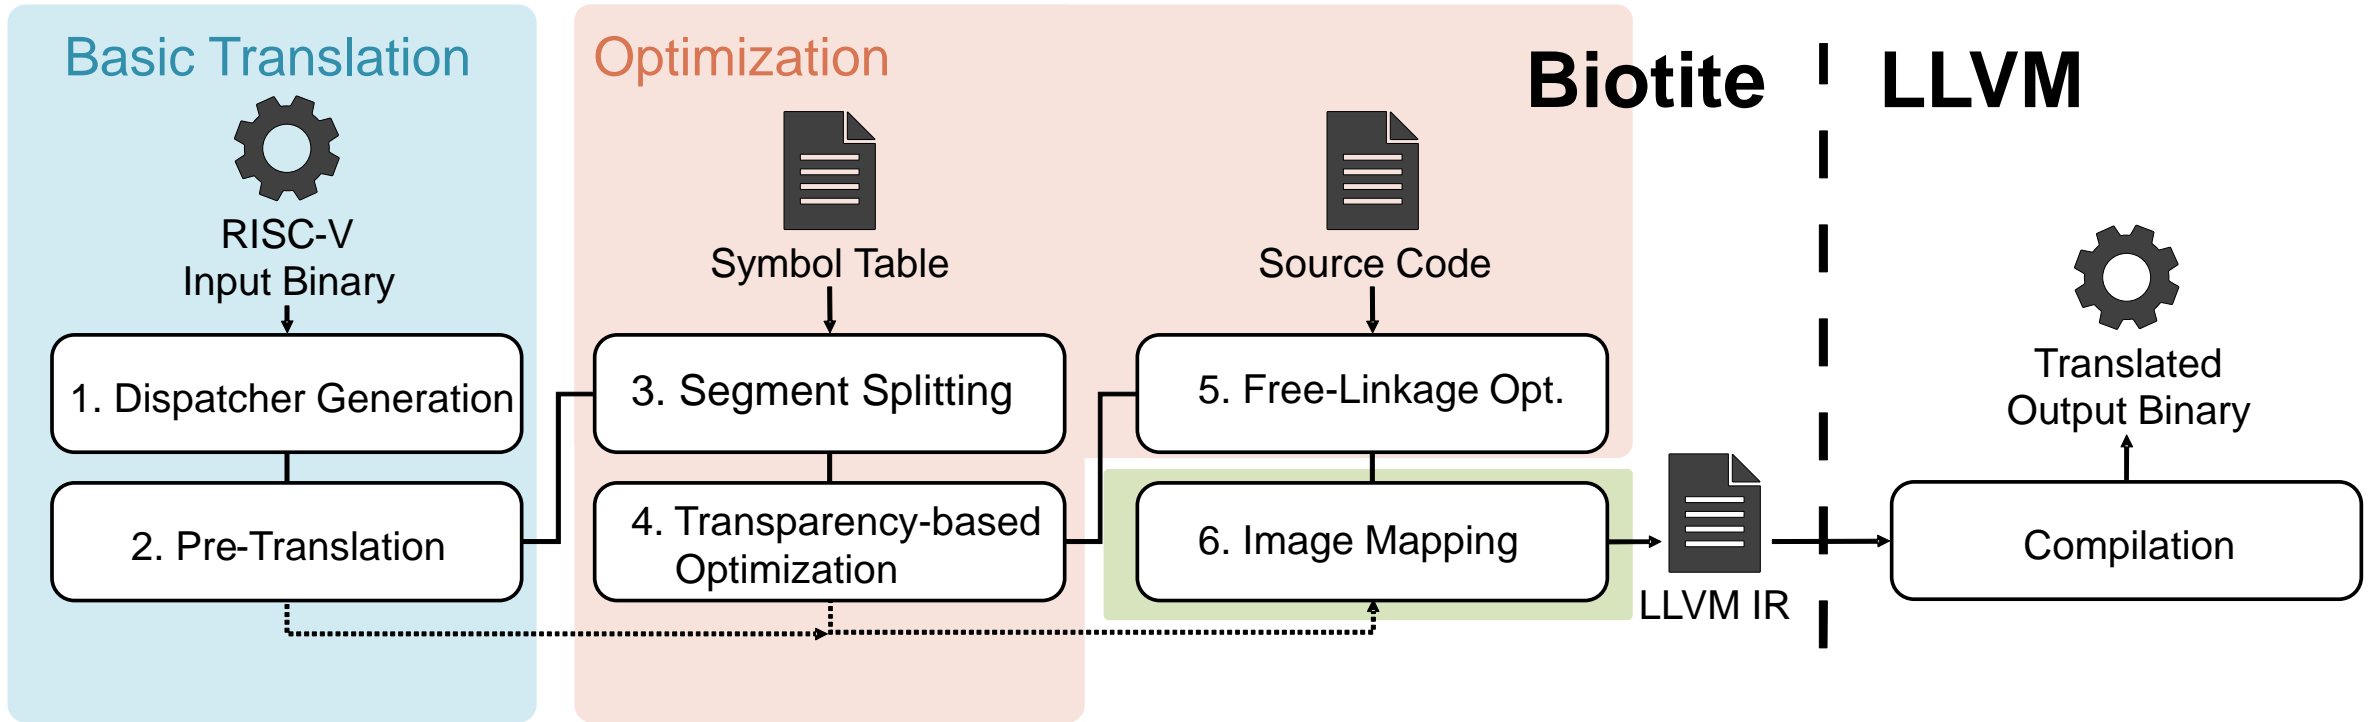 Basic Translation
Optimization
Biotite
LLVM
RISC-V
Input Binary
Symbol Table
Source Code
1. Dispatcher Generation
2. Pre-Translation
3. Segment Splitting
4. Transparency-based
Optimization
5. Free-Linkage Opt.
6. Image Mapping
LLVM IR
Translated
Output Binary
Compilation